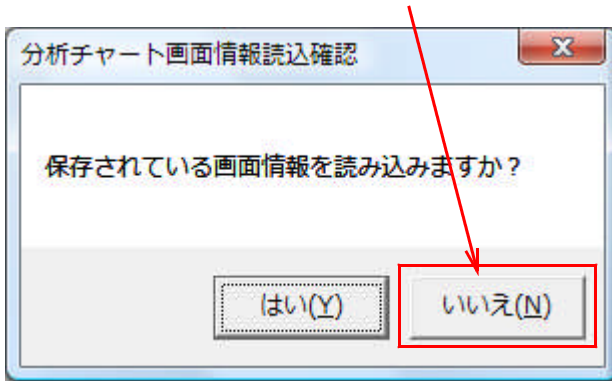 分析チャート画面情報読込確認
保存されている画面情報を読み込みますか？
はい(Y)
いいえ(N)